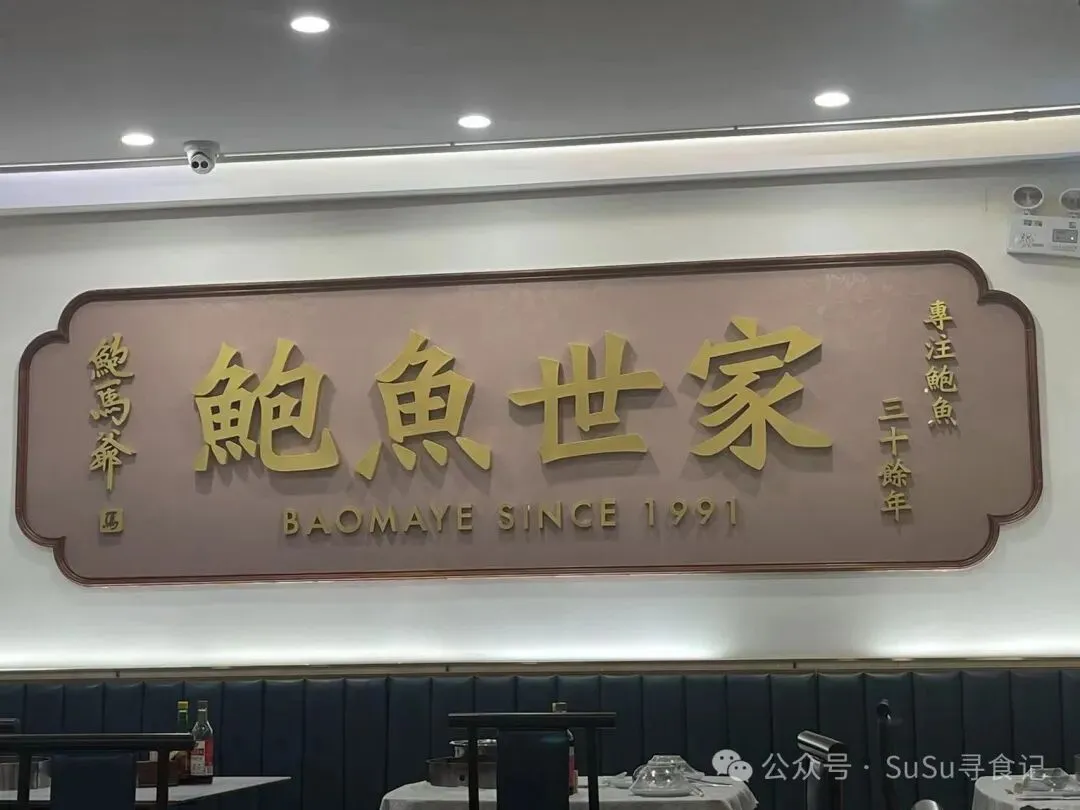 專注鮑魚
三十餘年
鮑魚世家
BAOMAYE SINCE 1991
鮑馬爺
馬
公众号 · SuSu寻食记